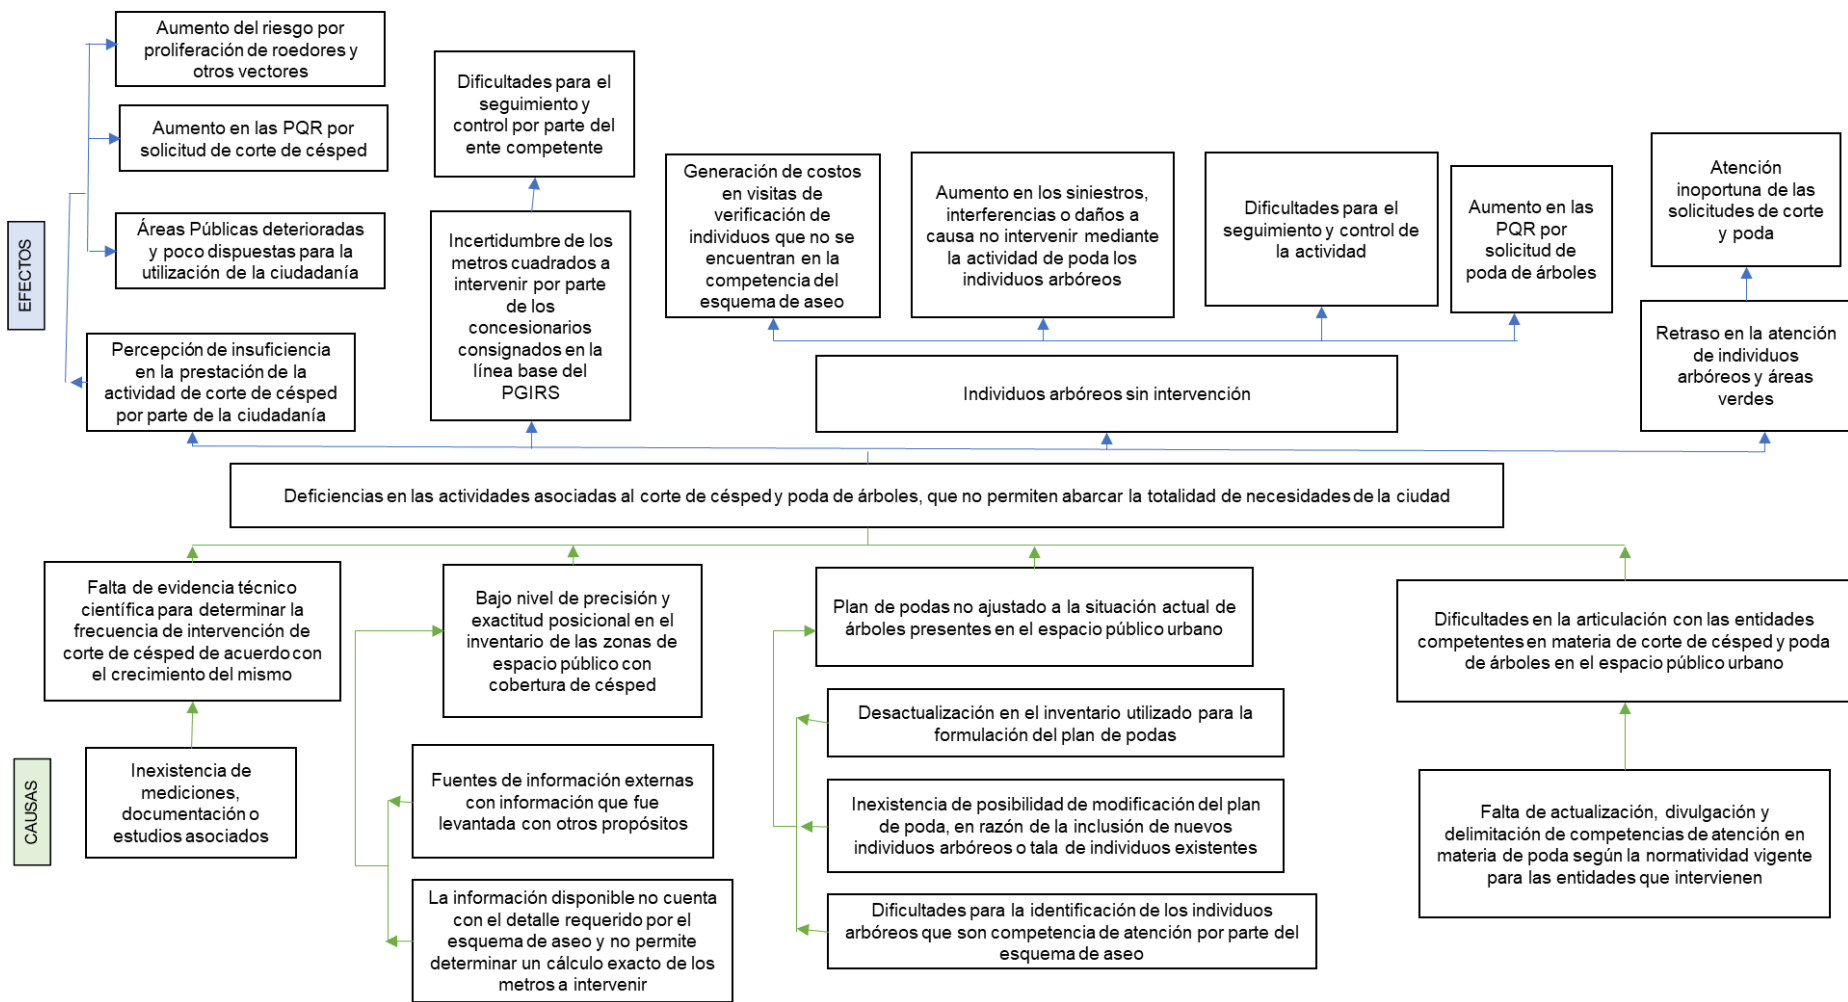 EFECTOS
Aumento del riesgo por
proliferación de roedores y
otros vectores
Aumento en las PQR por
solicitud de corte de césped
Áreas Públicas deterioradas
y poco dispuestas para la
utilización de la ciudadanía
Percepción de insuficiencia
en la prestación de la
actividad de corte de césped
por parte de la ciudadanía
Dificultades para el
seguimiento y
control por parte del
ente competente
Incertidumbre de los
metros cuadrados a
intervenir por parte
de los
concesionarios
consignados en la
línea base del
PGIRS
Generación de costos
en visitas de
verificación de
individuos que no se
encuentran en la
competencia del
esquema de aseo
Aumento en los siniestros,
interferencias o daños a
causa no intervenir mediante
la actividad de poda los
individuos arbóreos
Dificultades para el
seguimiento y control de la
actividad
Aumento en las
PQR por
solicitud de
poda de árboles
Individuos arbóreos sin intervención
Atención
inoportuna de las
solicitudes de corte
y poda
Retraso en la atención
de individuos
arbóreos y áreas
verdes
Deficiencias en las actividades asociadas al corte de césped y poda de árboles, que no permiten abarcar la totalidad de necesidades de la ciudad
CAUSAS
Falta de evidencia técnico
científica para determinar la
frecuencia de intervención de
corte de césped de acuerdo con
el crecimiento del mismo
Inexistencia de
mediciones,
documentación o
estudios asociados
Bajo nivel de precisión y
exactitud posicional en el
inventario de las zonas de
espacio público con
cobertura de césped
Fuentes de información externas
con información que fue
levantada con otros propósitos
La información disponible no cuenta
con el detalle requerido por el
esquema de aseo y no permite
determinar un cálculo exacto de los
metros a intervenir
Plan de podas no ajustado a la situación actual de
árboles presentes en el espacio público urbano
Desactualización en el inventario utilizado para la
formulación del plan de podas
Inexistencia de posibilidad de modificación del plan
de poda, en razón de la inclusión de nuevos
individuos arbóreos o tala de individuos existentes
Dificultades para la identificación de los individuos
arbóreos que son competencia de atención por parte del
esquema de aseo
Dificultades en la articulación con las entidades
competentes en materia de corte de césped y poda
de árboles en el espacio público urbano
Falta de actualización, divulgación y
delimitación de competencias de atención en
materia de poda según la normatividad vigente
para las entidades que intervienen